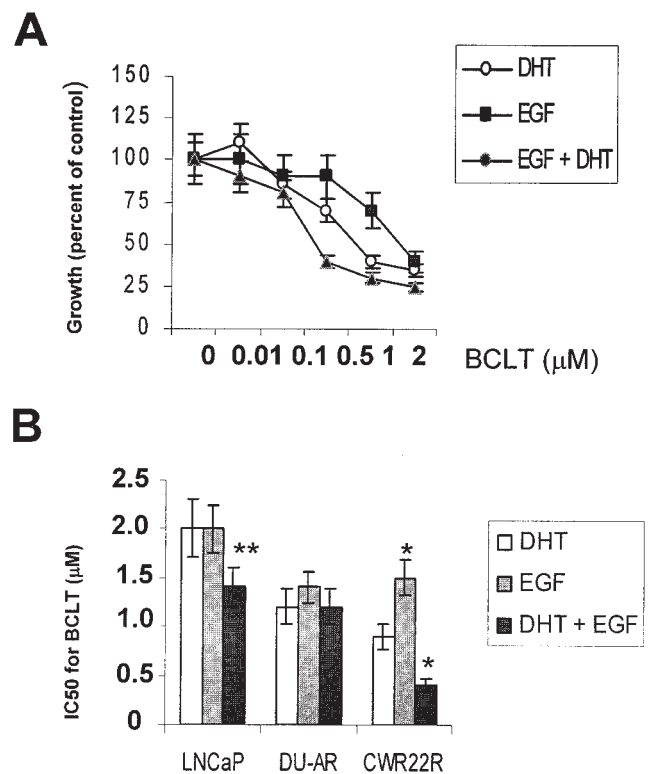 A
150
125
100
75
50
25
0
Growth (percent of control)
DHT
EGF
EGF + DHT
0 0.01 0.1 0.5 1 2 BCLT (μM)
B
2.5
2.0
1.5
1.0
0.5
0
IC50 for BCLT (μM)
**
*
*
DHT
EGF
DHT + EGF
LNCaP DU-AR CWR22R